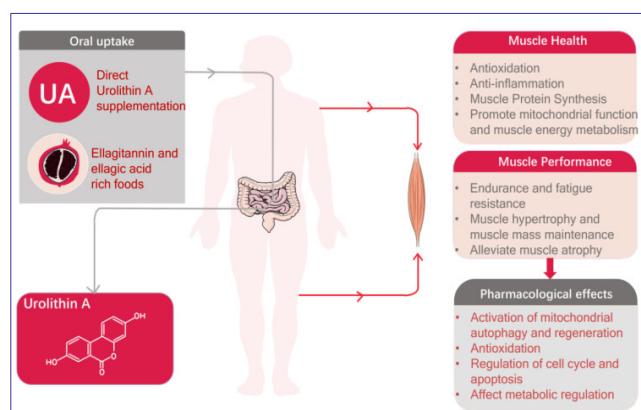 Oral uptake
UA
Direct
Urolithin A
supplementation
Ellagitannin and
ellagic acid
rich foods
Urolithin A
OH
O
HO
O
Muscle Health
• Antioxidation
• Anti-inflammation
• Muscle Protein Synthesis
• Promote mitochondrial function
and muscle energy metabolism
Muscle Performance
• Endurance and fatigue
resistance
• Muscle hypertrophy and
muscle mass maintenance
• Alleviate muscle atrophy
Pharmacological effects
• Activation of mitochondrial
autophagy and regeneration
• Antioxidation
• Regulation of cell cycle and
apoptosis
• Affect metabolic regulation